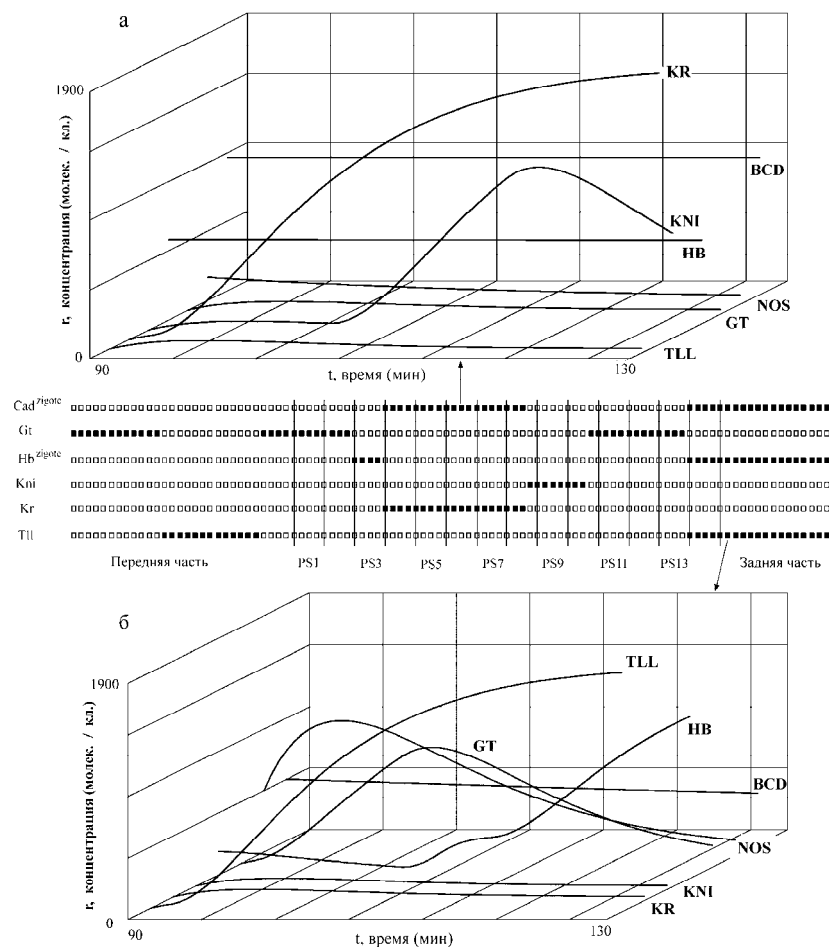 а
1900
r, концентрация (молек. / кл.)
0
90
t, время (мин)
130
KR
BCD
KNI
HB
NOS
GT
TLL
Cad zigote
Gt
Hb zigote
Kni
Kr
Tll
Передняя часть PS1 PS3 PS5 PS7 PS9 PS11 PS13 Задняя часть
б
1900
r, концентрация (молек. / кл.)
0
90
t, время (мин)
130
TLL
HB
GT
BCD
NOS
KNI
KR